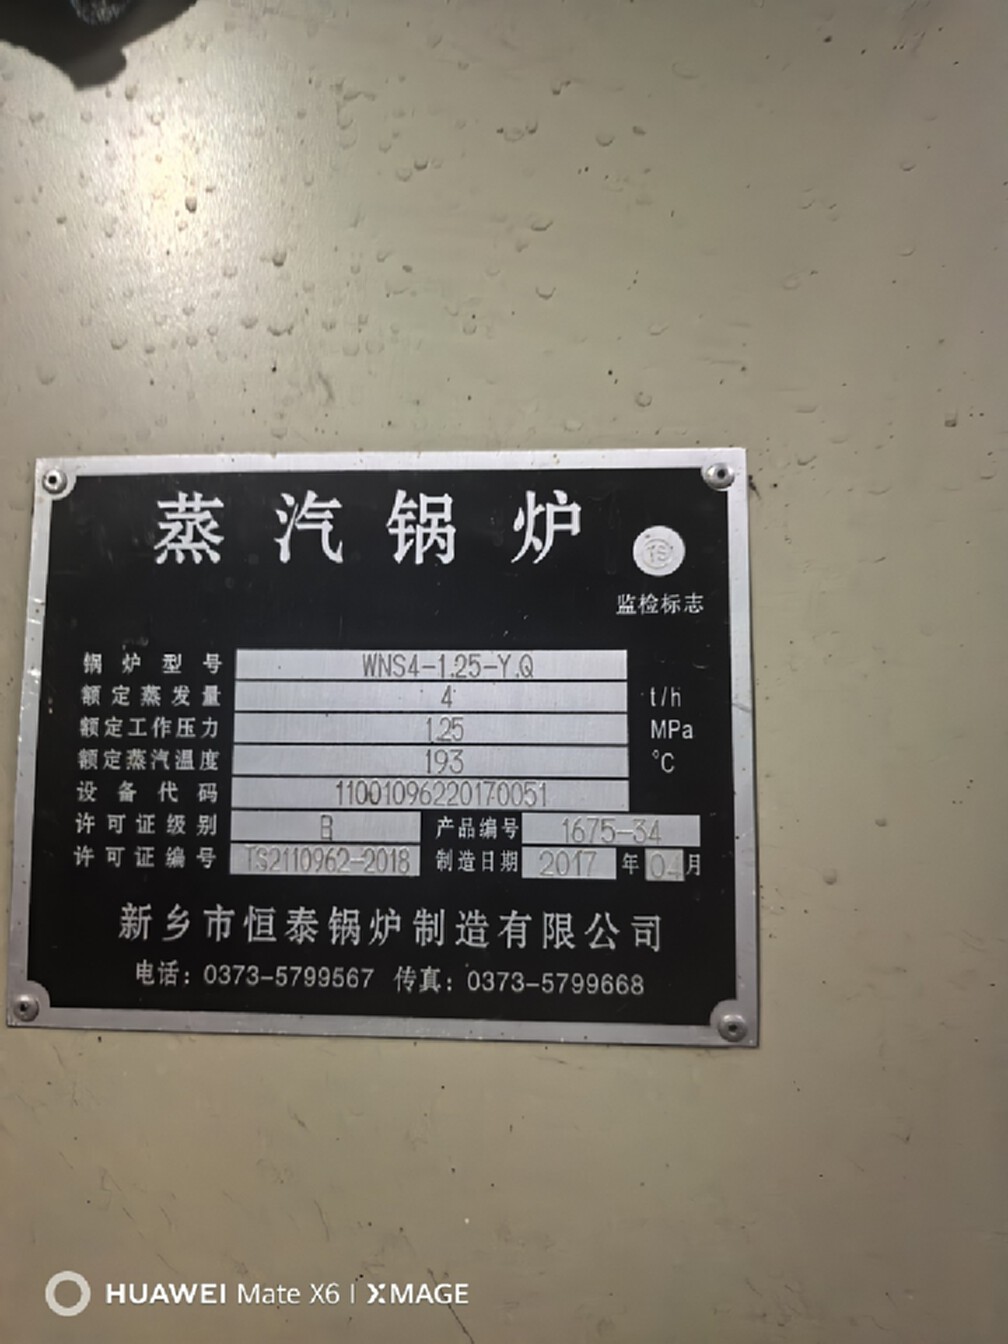 蒸汽锅炉
TS
监检标志
锅炉型号 WNS4-1.25-Y.Q
额定蒸发量 4 t/h
额定工作压力 1.25 MPa
额定蒸汽温度 193 ℃
设备代码 11001096220170051
许可证级别 B 产品编号 1675-34
许可证编号 TS2110962-2018 制造日期 2017 年 04 月
新乡市恒泰锅炉制造有限公司
电话：0373-5799567 传真：0373-5799668
HUAWEI Mate X6 | XMAGE